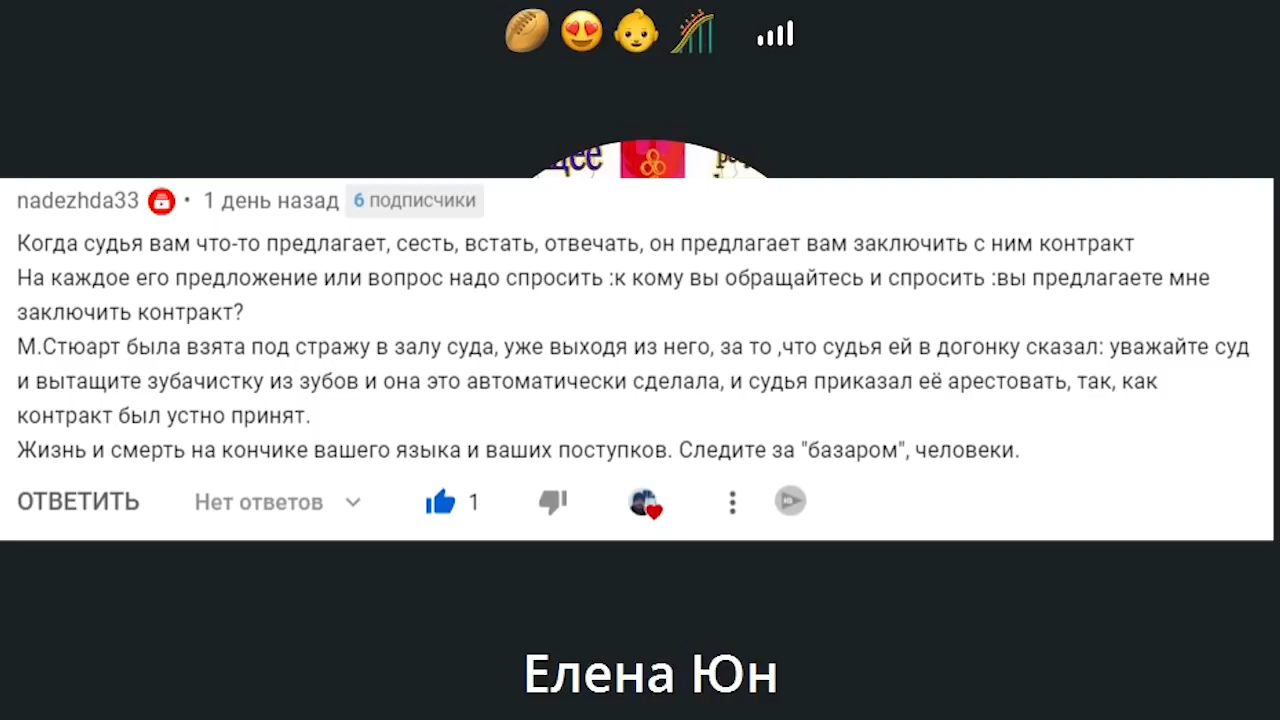 щее
nadezhda33 • 1 день назад 6 подписчики
Когда судья вам что-то предлагает, сесть, встать, отвечать, он предлагает вам заключить с ним контракт
На каждое его предложение или вопрос надо спросить :к кому вы обращайтесь и спросить :вы предлагаете мне
заключить контракт?
М.Стюарт была взята под стражу в залу суда, уже выходя из него, за то ,что судья ей в догонку сказал: уважайте суд
и вытащите зубачистку из зубов и она это автоматически сделала, и судья приказал её арестовать, так, как
контракт был устно принят.
Жизнь и смерть на кончике вашего языка и ваших поступков. Следите за "базаром", человеки.
ОТВЕТИТЬ Нет ответов 1
Елена Юн